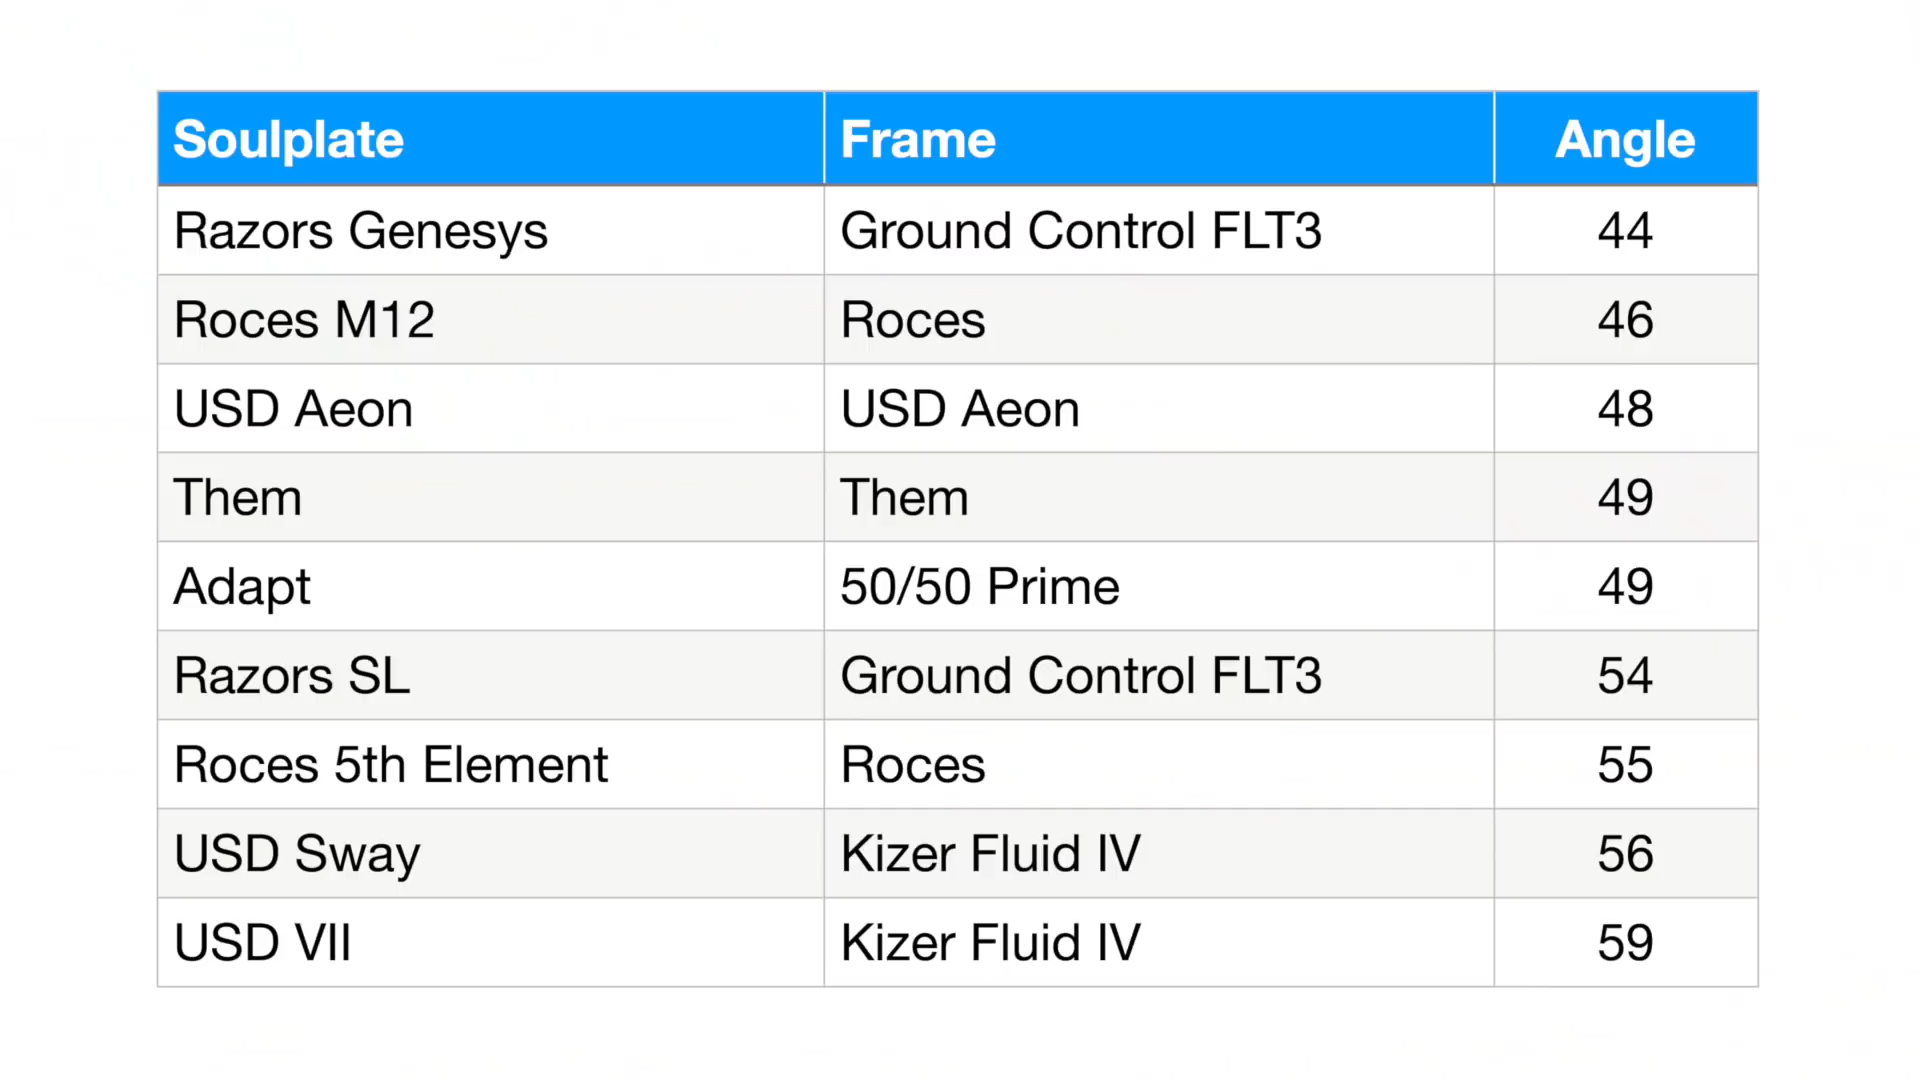 Soulplate Frame Angle
Razors Genesys Ground Control FLT3 44
Roces M12 Roces 46
USD Aeon USD Aeon 48
Them Them 49
Adapt 50/50 Prime 49
Razors SL Ground Control FLT3 54
Roces 5th Element Roces 55
USD Sway Kizer Fluid IV 56
USD VII Kizer Fluid IV 59